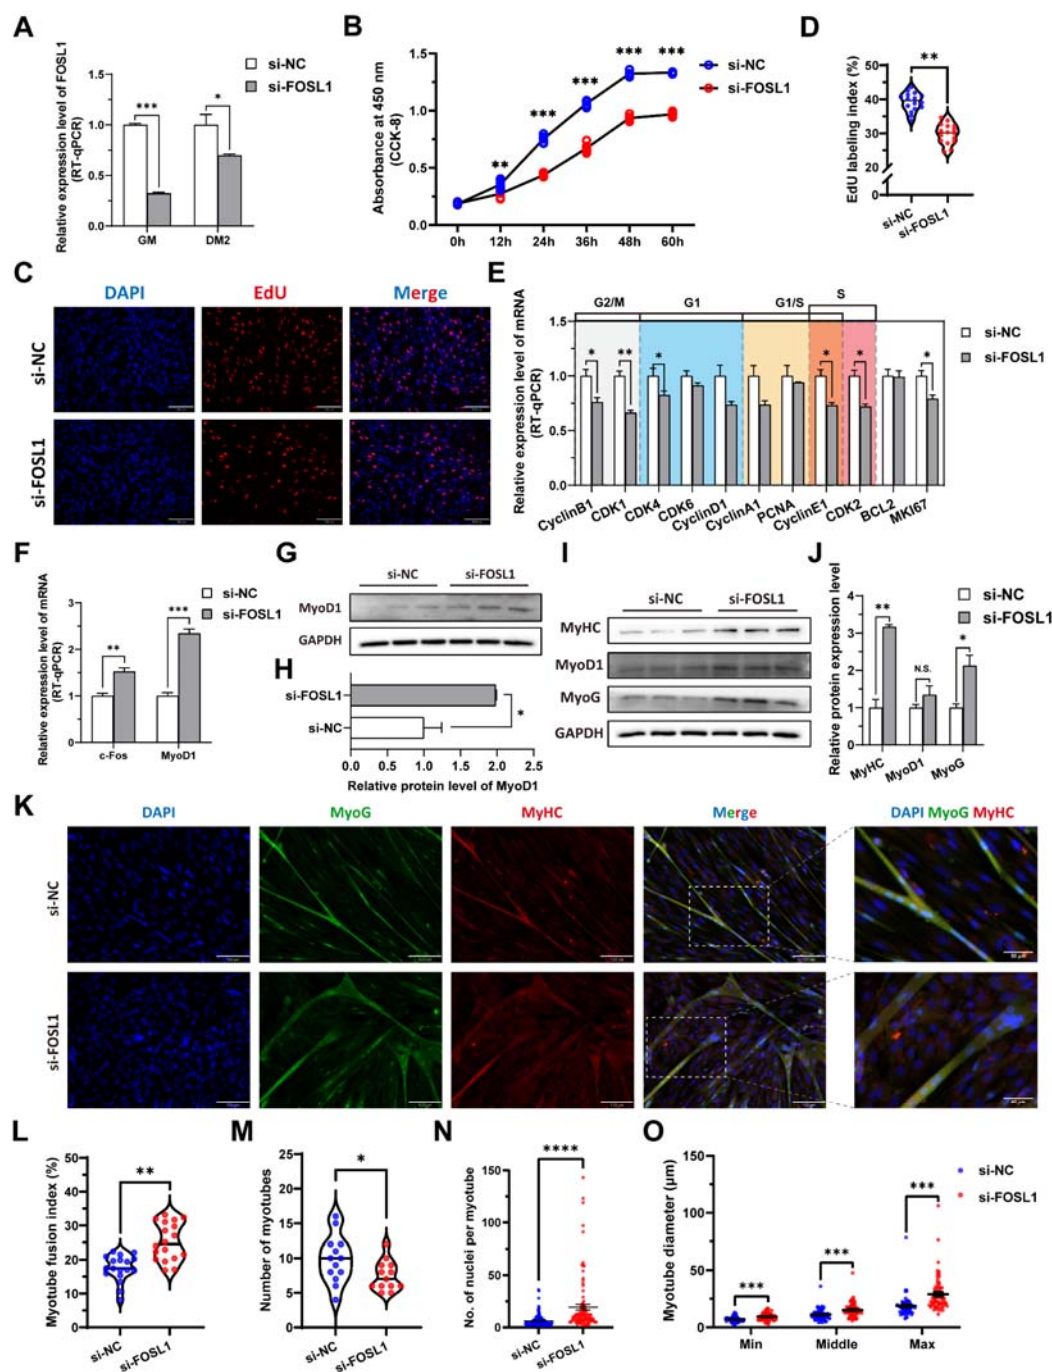 A
Relative expression level of FOSL1
(RT-qPCR)
1.5
1.0
0.5
0.0
***
*
GM
DM2
si-NC
si-FOSL1
B
Absorbance at 450 nm
(CCK-8)
1.5
1.0
0.5
0.0
**
***
***
***
***
0h
12h
24h
36h
48h
60h
si-NC
si-FOSL1
D
EdU labeling index (%)
50
40
30
20
0
**
si-NC
si-FOSL1
C
DAPI
EdU
Merge
si-NC
si-FOSL1
E
Relative expression level of mRNA
(RT-qPCR)
G2/M
G1
G1/S
S
1.5
1.0
0.5
0.0
*
**
*
*
*
*
CyclinB1
CDK1
CDK4
CDK6
CyclinD1
CyclinA1
PCNA
CyclinE1
CDK2
BCL2
MKI67
si-NC
si-FOSL1
F
Relative expression level of mRNA
(RT-qPCR)
3
2
1
0
**
***
c-Fos
MyoD1
si-NC
si-FOSL1
G
si-NC
si-FOSL1
MyoD1
GAPDH
H
si-FOSL1
si-NC
*
0.0
0.5
1.0
1.5
2.0
2.5
Relative protein level of MyoD1
I
si-NC
si-FOSL1
MyHC
MyoD1
MyoG
GAPDH
J
Relative protein expression level
4
3
2
1
0
**
N.S.
*
MyHC
MyoD1
MyoG
si-NC
si-FOSL1
K
DAPI
MyoG
MyHC
Merge
DAPI MyoG MyHC
si-NC
si-FOSL1
L
Myotube fusion index (%)
50
40
30
20
10
0
**
si-NC
si-FOSL1
M
Number of myotubes
25
20
15
10
5
0
*
si-NC
si-FOSL1
N
No. of nuclei per myotube
150
100
50
0
****
si-NC
si-FOSL1
O
Myotube diameter (μm)
150
100
50
25
0
***
***
***
Min
Middle
Max
si-NC
si-FOSL1